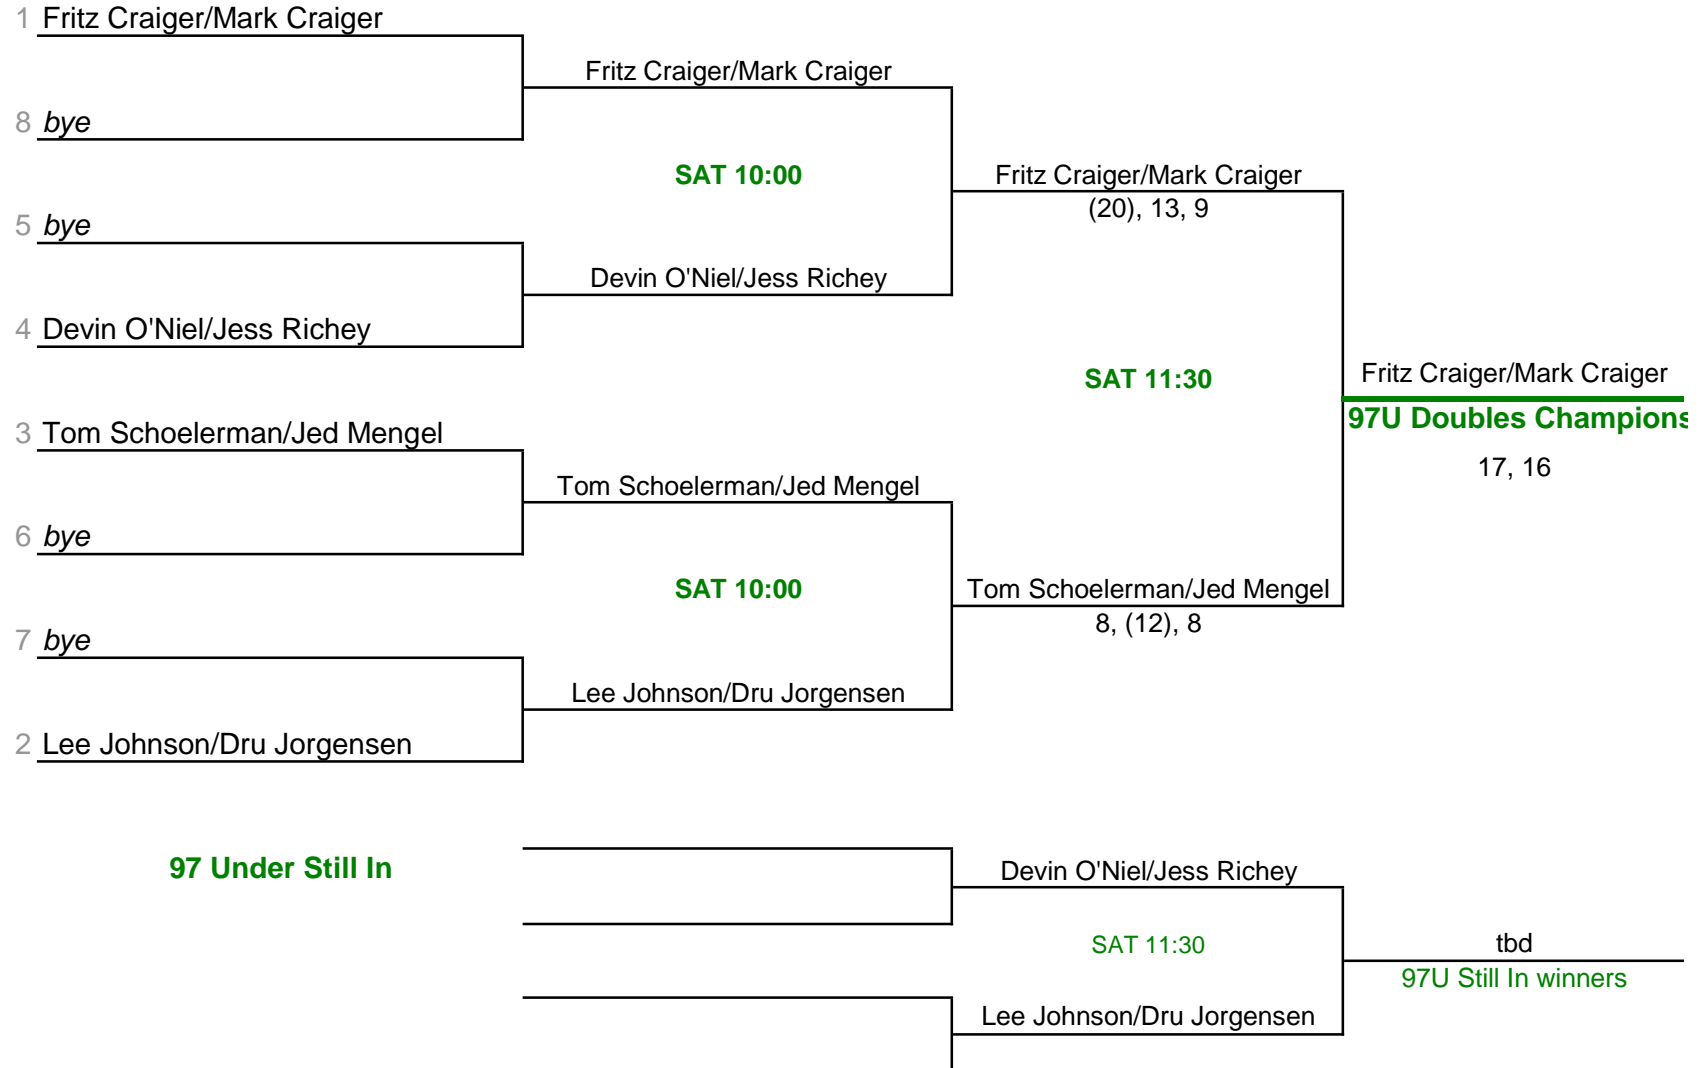 1 Fritz Craiger/Mark Craiger
Fritz Craiger/Mark Craiger
8 bye
SAT 10:00
Fritz Craiger/Mark Craiger
(20), 13, 9
5 bye
Devin O'Niel/Jess Richey
4 Devin O'Niel/Jess Richey
SAT 11:30
Fritz Craiger/Mark Craiger
97U Doubles Champions
3 Tom Schoelerman/Jed Mengel
17, 16
Tom Schoelerman/Jed Mengel
6 bye
SAT 10:00
Tom Schoelerman/Jed Mengel
8, (12), 8
7 bye
Lee Johnson/Dru Jorgensen
2 Lee Johnson/Dru Jorgensen
97 Under Still In
Devin O'Niel/Jess Richey
SAT 11:30
tbd
97U Still In winners
Lee Johnson/Dru Jorgensen